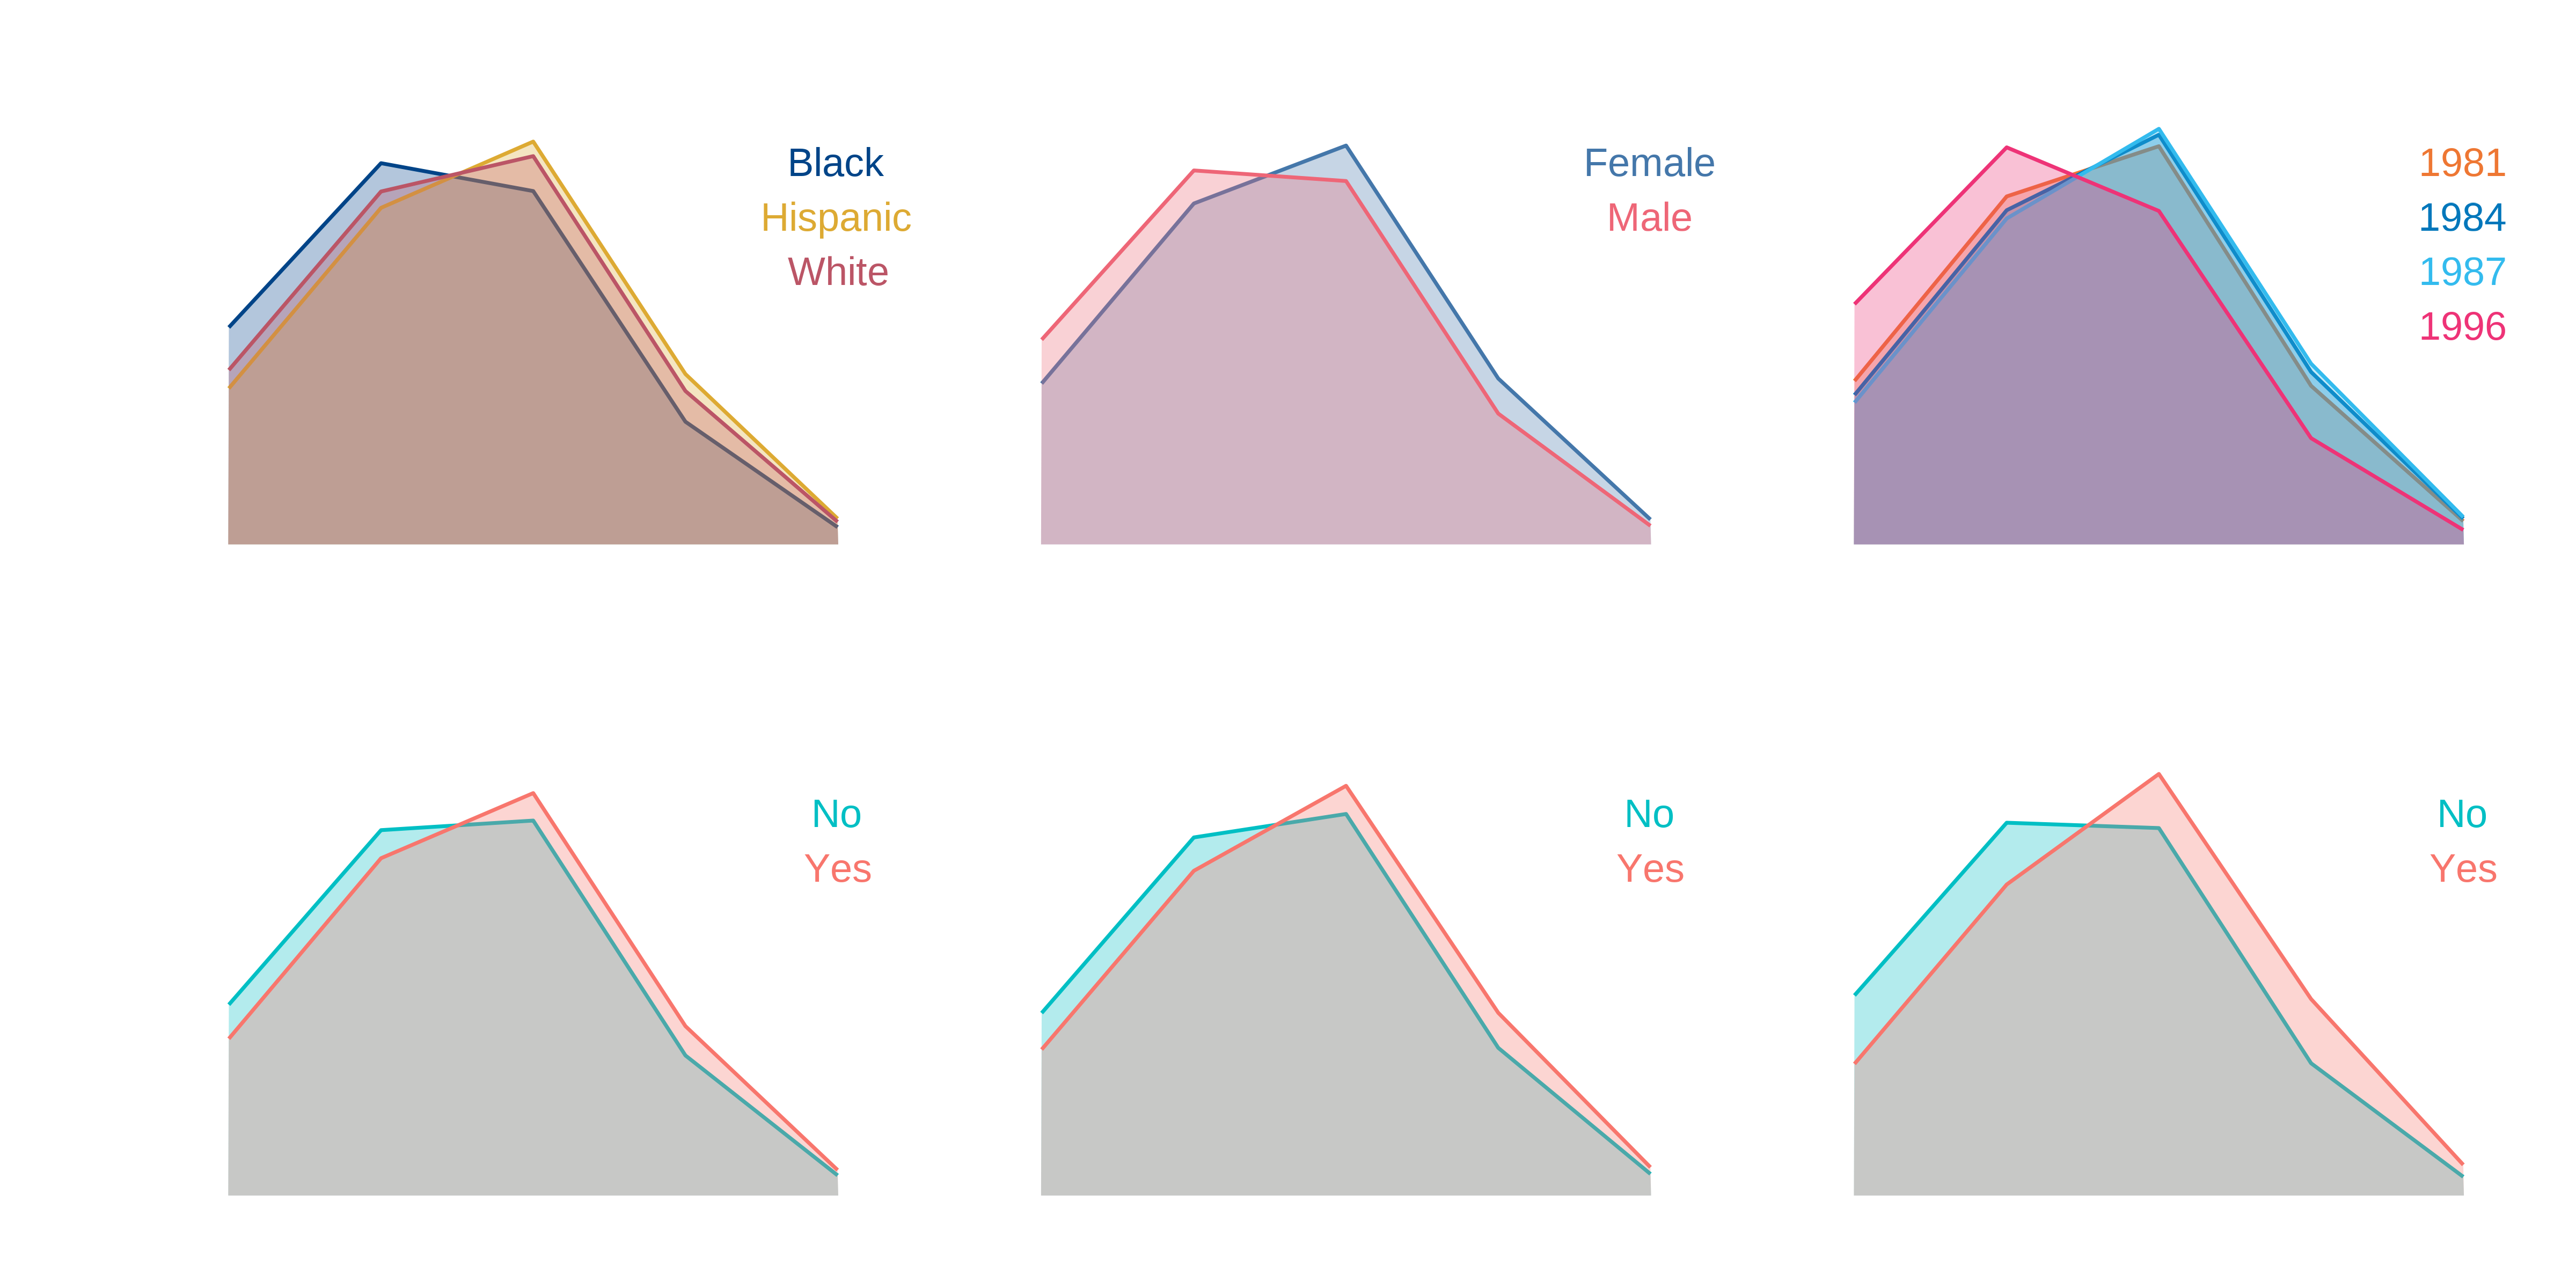 Black
Hispanic
White
Female
Male
1981
1984
1987
1996
No
Yes
No
Yes
No
Yes